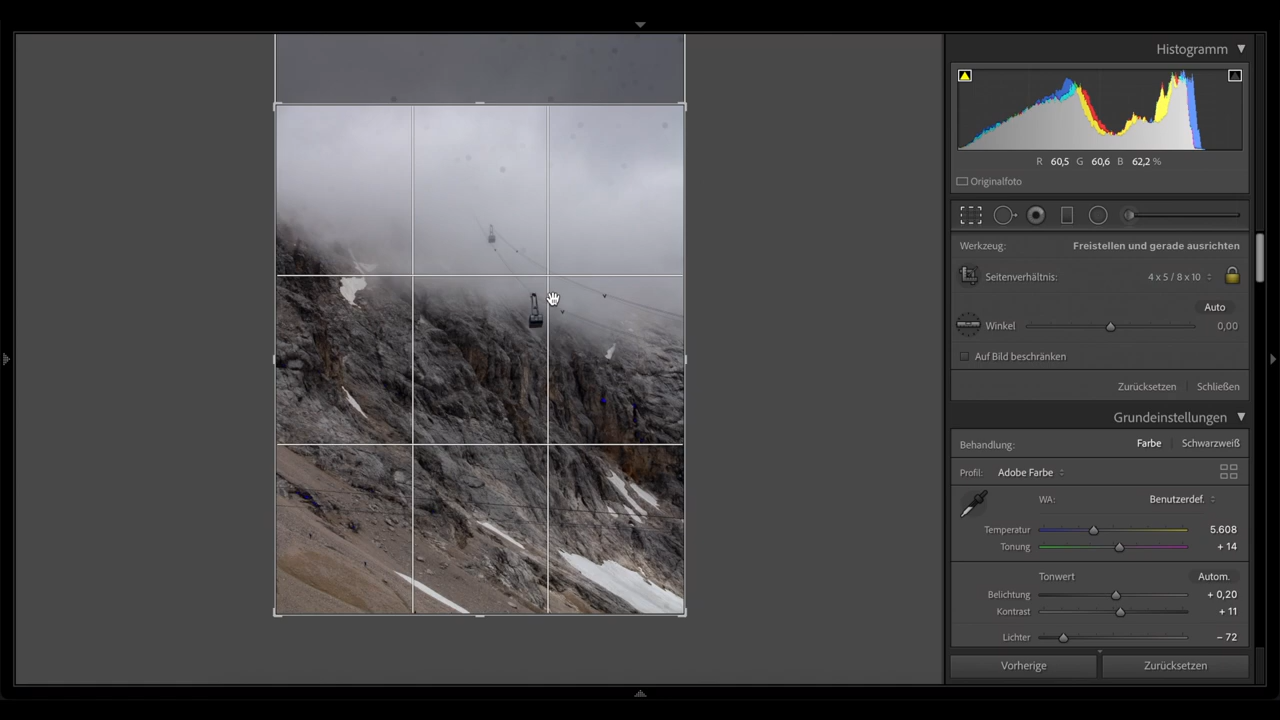 Histogramm
R 60,5 G 60,6 B 62,2 %
Originalfoto
Werkzeug: Freistellen und gerade ausrichten
Seitenverhältnis: 4 x 5 / 8 x 10
Auto
Winkel 0,00
Auf Bild beschränken
Zurücksetzen Schließen
Grundeinstellungen
Behandlung: Farbe Schwarzweiß
Profil: Adobe Farbe
WA: Benutzerdef.
Temperatur 5.608
Tonung + 14
Tonwert Autom.
Belichtung + 0,20
Kontrast + 11
Lichter – 72
Vorherige Zurücksetzen